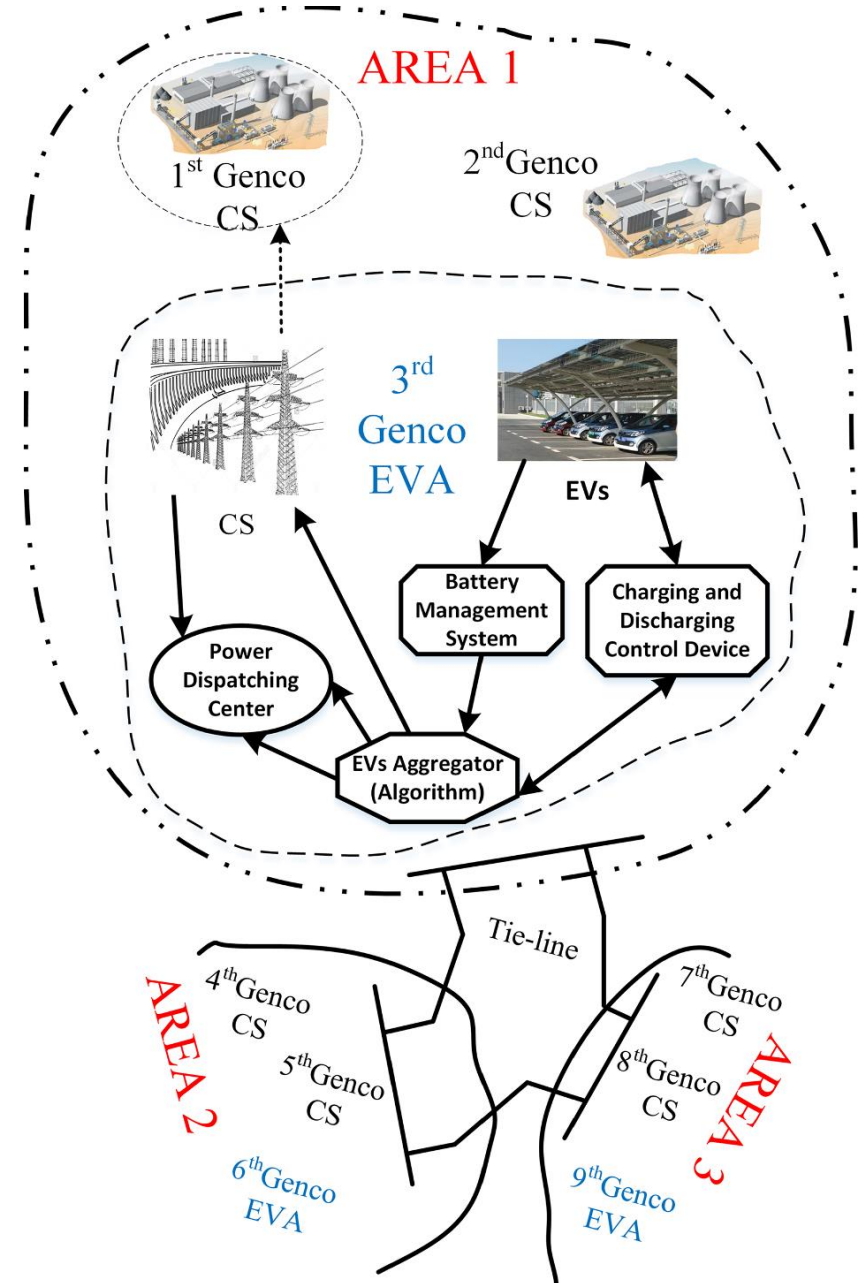 AREA 1
1st Genco
CS
2ndGenco
CS
3rd
Genco
EVA
CS
EVs
Battery
Management
System
Charging and
Discharging
Control Device
Power
Dispatching
Center
EVs Aggregator
(Algorithm)
Tie-line
AREA 2
4thGenco
CS
5thGenco
CS
6thGenco
EVA
7thGenco
CS
8thGenco
CS
AREA 3
9thGenco
EVA